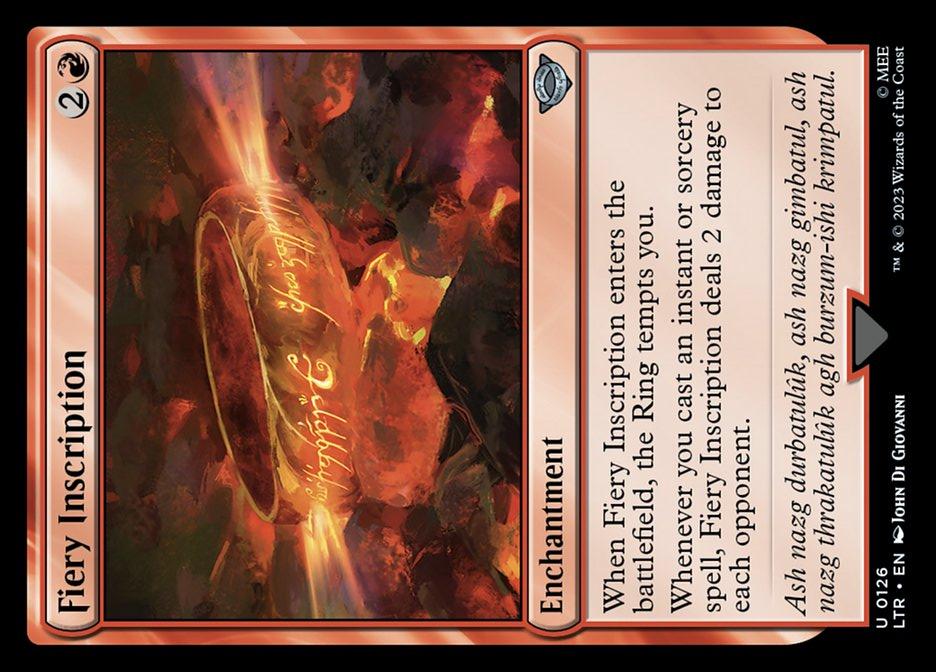 Fiery Inscription
2
Enchantment
When Fiery Inscription enters the
battlefield, the Ring tempts you.
Whenever you cast an instant or sorcery
spell, Fiery Inscription deals 2 damage to
each opponent.
Ash nazg durbatulûk, ash nazg gimbatul, ash
nazg thrakatulûk agh burzum-ishi krimpatul.
U 0126
LTR • EN John Di Giovanni
™ & © 2023 Wizards of the Coast
© MEE